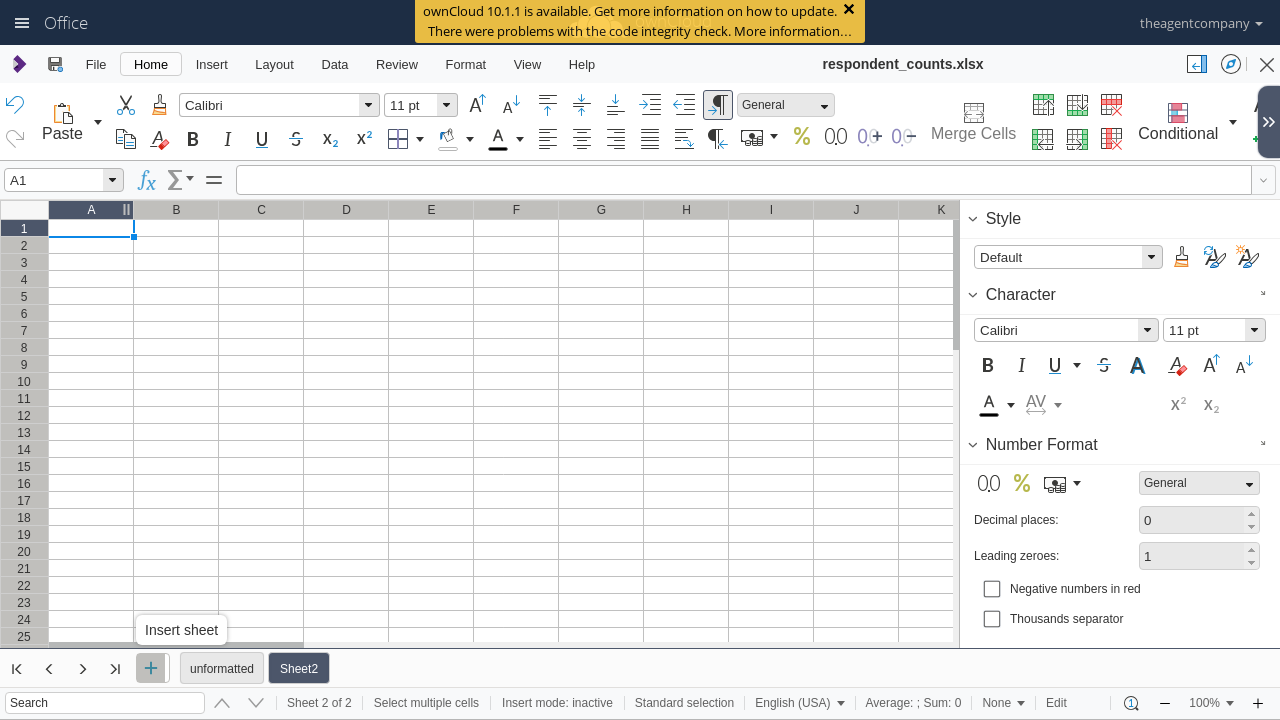 Office
ownCloud 10.1.1 is available. Get more information on how to update.
There were problems with the code integrity check. More information…
theagentcompany
File
Home
Insert
Layout
Data
Review
Format
View
Help
respondent_counts.xlsx
Paste
Calibri
11 pt
General
Merge Cells
Conditional
A1
A B C D E F G H I J K
1
2
3
4
5
6
7
8
9
10
11
12
13
14
15
16
17
18
19
20
21
22
23
24
25
Style
Default
Character
Calibri
11 pt
Number Format
General
Decimal places:
0
Leading zeroes:
1
Negative numbers in red
Thousands separator
Insert sheet
unformatted
Sheet2
Search
Sheet 2 of 2
Select multiple cells
Insert mode: inactive
Standard selection
English (USA)
Average: ; Sum: 0
None
Edit
100%